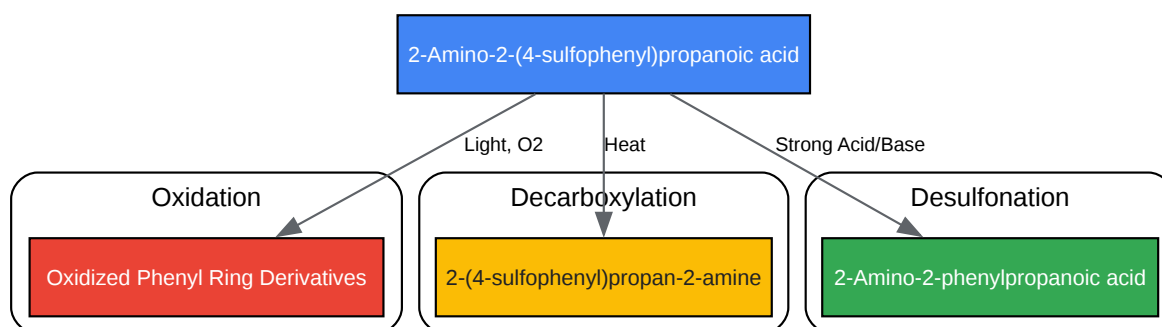 2-Amino-2-(4-sulfophenyl)propanoic acid
Light, O2
Heat
Strong Acid/Base
Oxidation
Decarboxylation
Desulfonation
Oxidized Phenyl Ring Derivatives
2-(4-sulfophenyl)propan-2-amine
2-Amino-2-phenylpropanoic acid